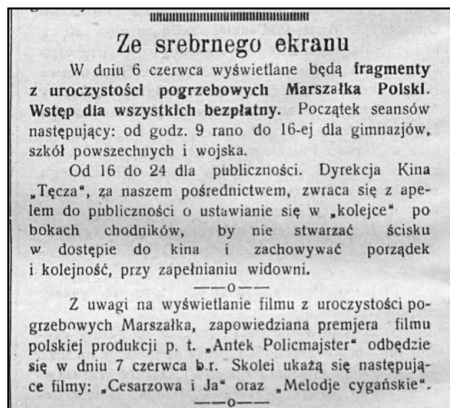 Ze srebrnego ekranu
W dniu 6 czerwca wyświetlane będą fragmenty
z uroczystości pogrzebowych Marszałka Polski.
Wstęp dla wszystkich bezpłatny. Początek seansów
następujący: od godz. 9 rano do 16-ej dla gimnazjów,
szkół powszechnych i wojska.
Od 16 do 24 dla publiczności. Dyrekcja Kina
„Tęcza", za naszem pośrednictwem, zwraca się z ape-
lem do publiczności o ustawianie się w „kolejce" po
bokach chodników, by nie stwarzać ścisku
w dostępie do kina i zachowywać porządek
i kolejność, przy zapełnianiu widowni.
—o—
Z uwagi na wyświetlanie filmu z uroczystości po-
grzebowych Marszałka, zapowiedziana premjera filmu
polskiej produkcji p. t. „Antek Policmajster" odbędzie
się w dniu 7 czerwca b.r. Skolei ukażą się następują-
ce filmy: „Cesarzowa i Ja" oraz „Melodje cygańskie".
—o—